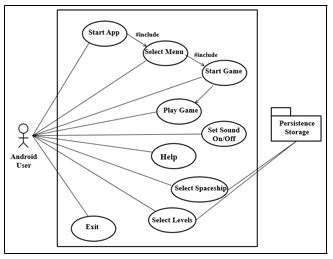 Start App
#include
Select Menu
#include
Start Game
Play Game
Set Sound
On/Off
Help
Select Spaceship
Select Levels
Exit
Android
User
Persistence
Storage